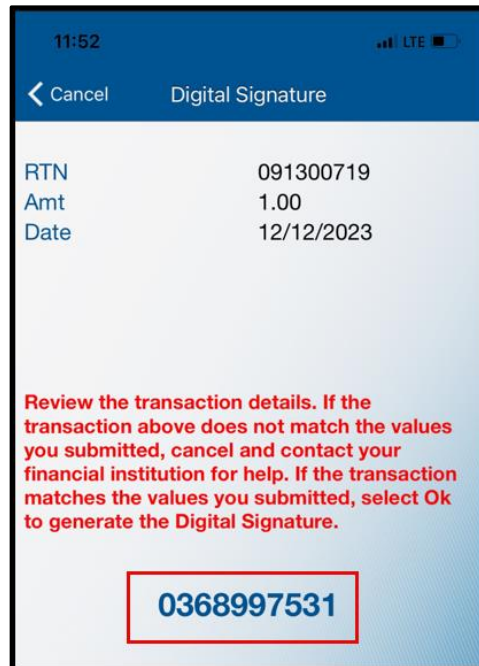 11:52 LTE
Cancel Digital Signature
RTN 091300719
Amt 1.00
Date 12/12/2023
Review the transaction details. If the
transaction above does not match the values
you submitted, cancel and contact your
financial institution for help. If the transaction
matches the values you submitted, select Ok
to generate the Digital Signature.
0368997531